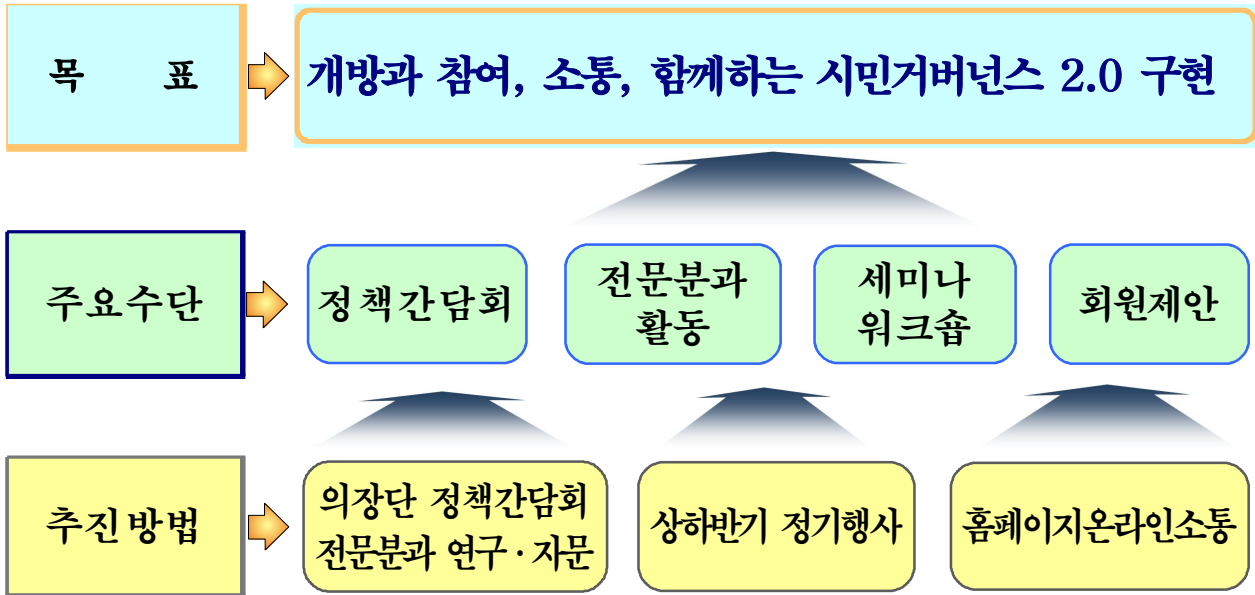 목 표
개방과 참여, 소통, 함께하는 시민거버넌스 2.0 구현
주요수단
정책간담회
전문분과
활동
세미나
워크숍
회원제안
추진방법
의장단 정책간담회
전문분과 연구·자문
상하반기 정기행사
홈페이지온라인소통